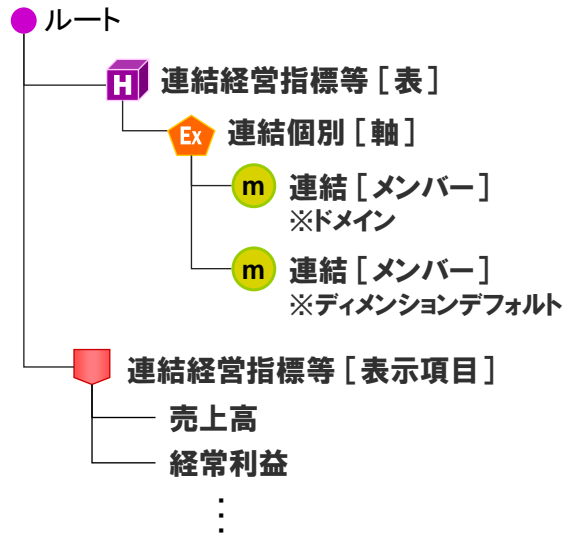 ルート
H 連結経営指標等［表］
Ex 連結個別［軸］
m 連結［メンバー］
※ドメイン
m 連結［メンバー］
※ディメンションデフォルト
連結経営指標等［表示項目］
売上高
経常利益
⋮